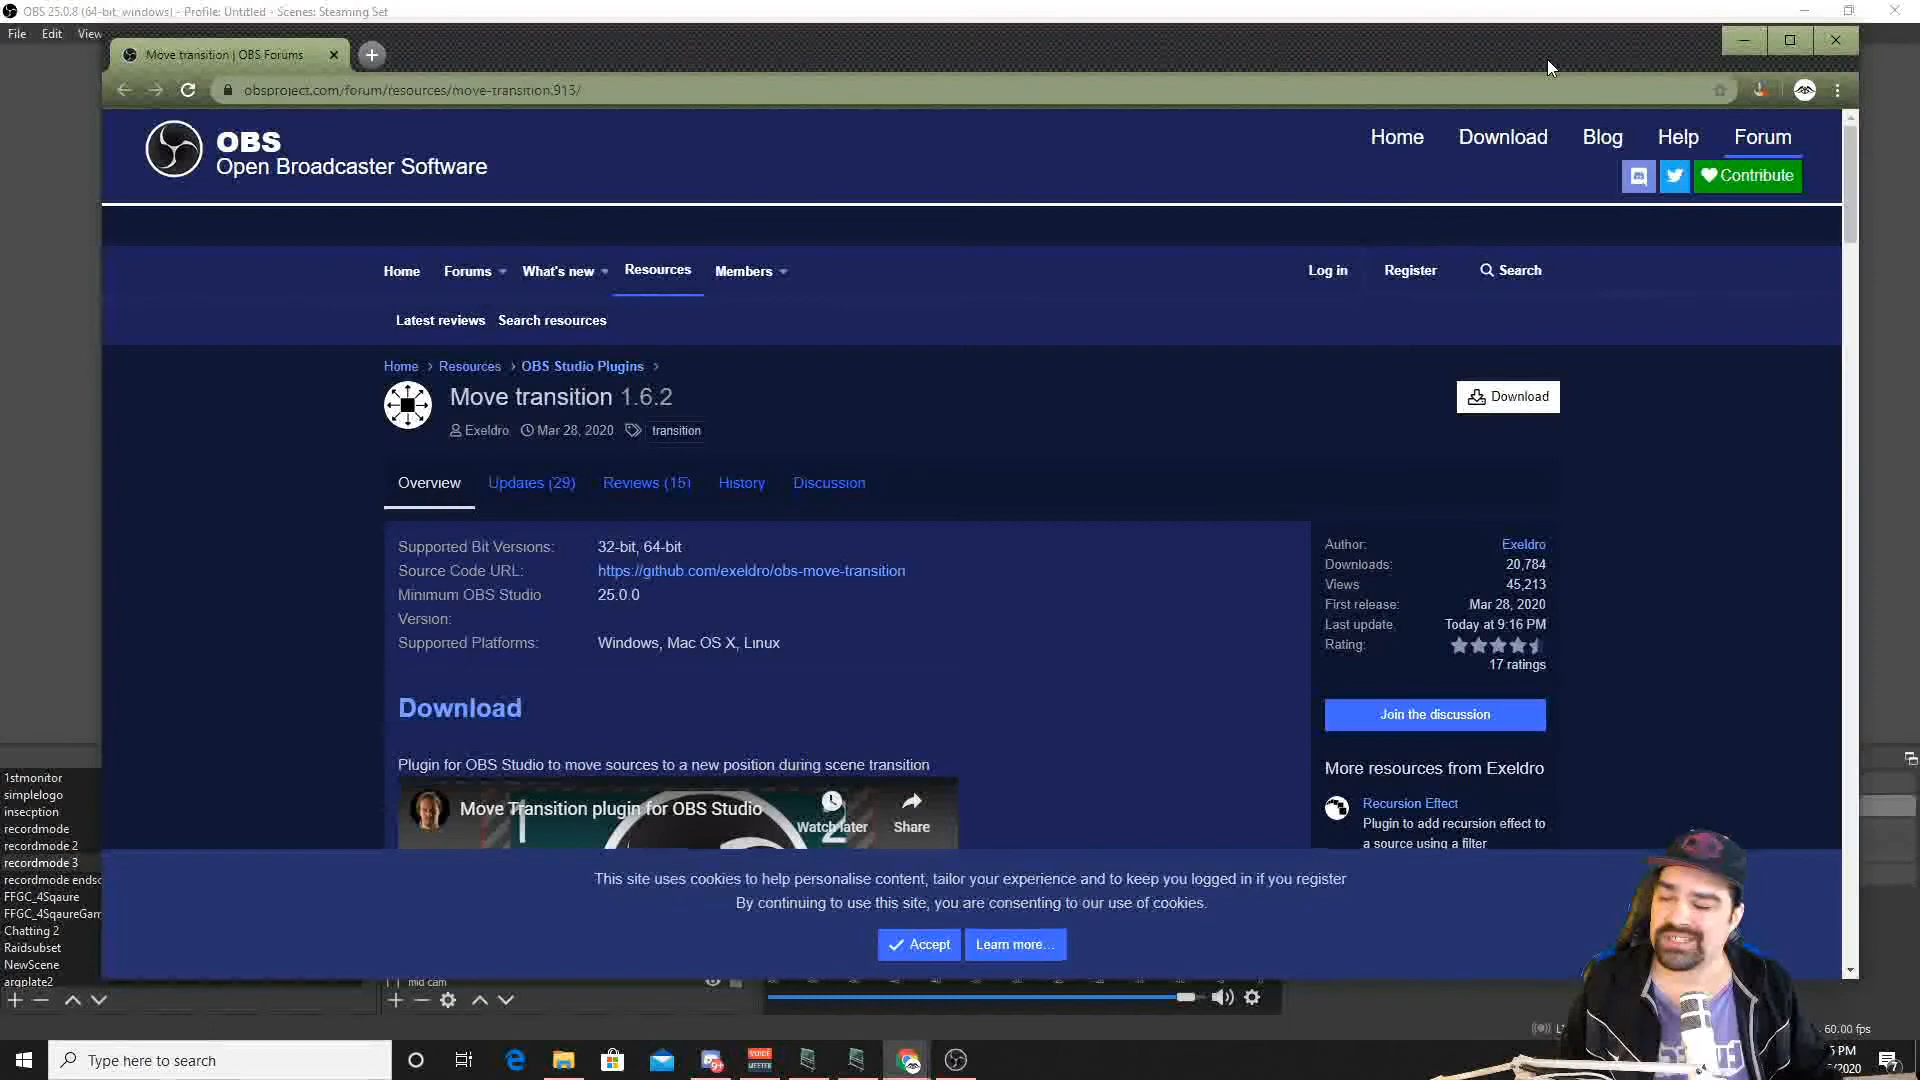 OBS 25.0.8 (64-bit, windows) - Profile: Untitled - Scenes: Steaming Set
File Edit View
Move transition | OBS Forums
obsproject.com/forum/resources/move-transition.913/
OBS
Open Broadcaster Software
Home Download Blog Help Forum
Contribute
Home Forums What's new Resources Members
Log in Register Search
Latest reviews Search resources
Home Resources OBS Studio Plugins
Move transition 1.6.2
Download
Exeldro Mar 28, 2020 transition
Overview Updates (29) Reviews (15) History Discussion
Supported Bit Versions: 32-bit, 64-bit
Source Code URL: https://github.com/exeldro/obs-move-transition
Minimum OBS Studio 25.0.0
Version:
Supported Platforms: Windows, Mac OS X, Linux
Download
Plugin for OBS Studio to move sources to a new position during scene transition
Move Transition plugin for OBS Studio
Watch later
Share
1
2
Author: Exeldro
Downloads: 20,784
Views 45,213
First release: Mar 28, 2020
Last update: Today at 9:16 PM
Rating:
17 ratings
Join the discussion
More resources from Exeldro
Recursion Effect
Plugin to add recursion effect to
a source using a filter
This site uses cookies to help personalise content, tailor your experience and to keep you logged in if you register
By continuing to use this site, you are consenting to our use of cookies.
Accept Learn more…
1stmonitor
simplelogo
insecption
recordmode
recordmode 2
recordmode 3
recordmode endsc
FFGC_4Sqaure
FFGC_4SqaureGam
Chatting 2
Raidsubset
NewScene
argplate2
mid cam
60.00 fps
Type here to search
5 PM
/2020